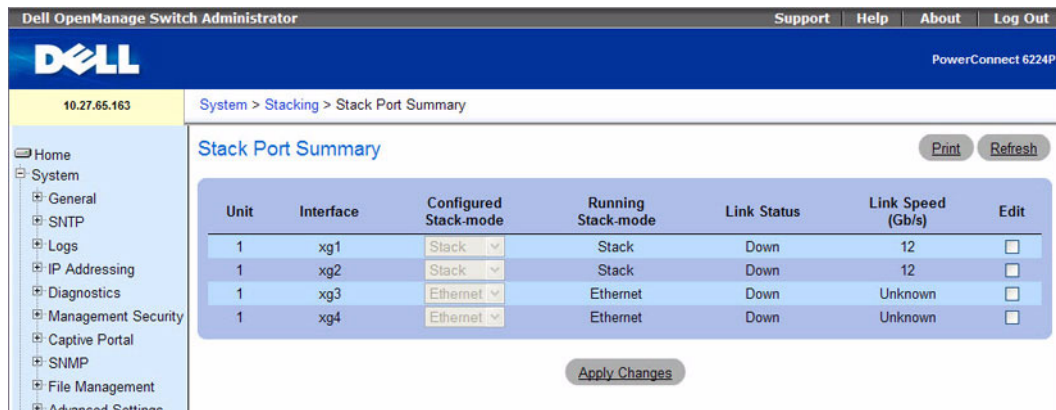 Dell OpenManage Switch Administrator
Support | Help | About | Log Out
DELL
PowerConnect 6224P
10.27.65.163
System > Stacking > Stack Port Summary
Home
System
General
SNTP
Logs
IP Addressing
Diagnostics
Management Security
Captive Portal
SNMP
File Management
Advanced Settings
Stack Port Summary
Print Refresh
Unit Interface Configured Stack-mode Running Stack-mode Link Status Link Speed (Gb/s) Edit
1 xg1 Stack Stack Down 12
1 xg2 Stack Stack Down 12
1 xg3 Ethernet Ethernet Down Unknown
1 xg4 Ethernet Ethernet Down Unknown
Apply Changes